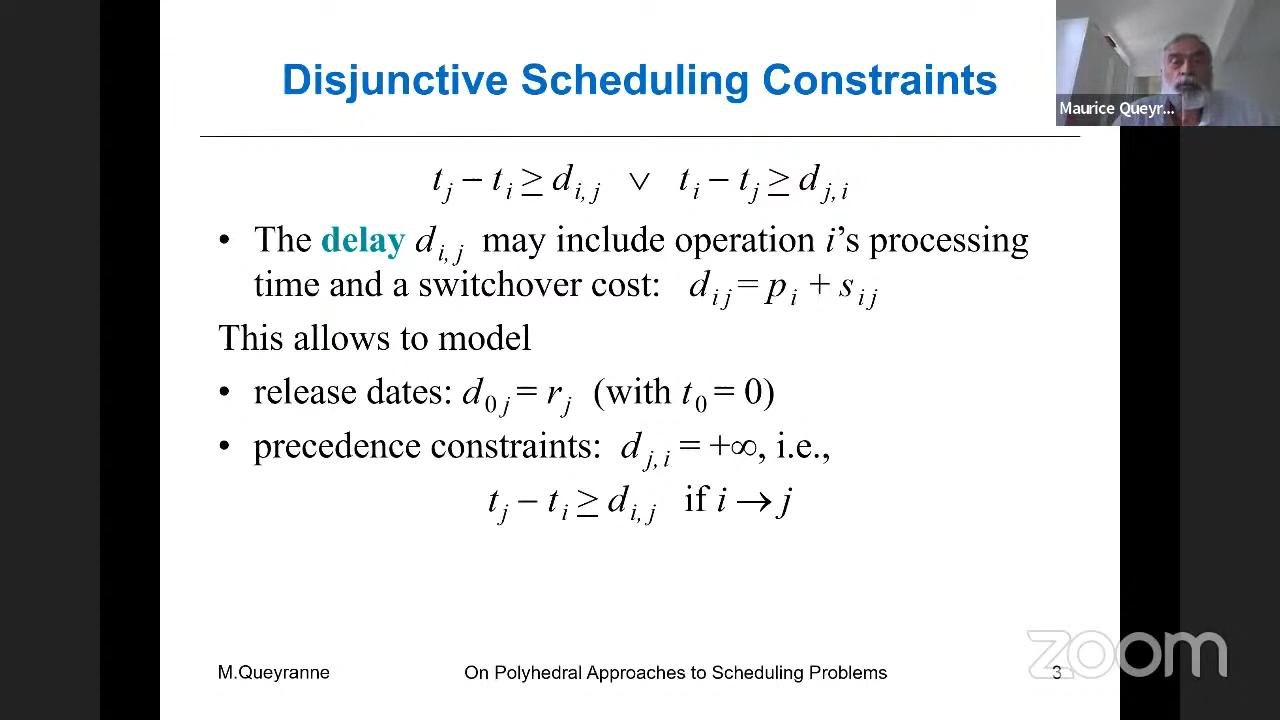 Disjunctive Scheduling Constraints
Maurice Queyr...
t_j − t_i ≥ d_{i,j} ∨ t_i − t_j ≥ d_{j,i}
• The delay d_{i,j} may include operation i's processing
time and a switchover cost: d_{ij} = p_i + s_{ij}
This allows to model
• release dates: d_{0j} = r_j (with t_0 = 0)
• precedence constraints: d_{j,i} = +∞, i.e.,
t_j − t_i ≥ d_{i,j} if i → j
M.Queyranne On Polyhedral Approaches to Scheduling Problems 3
zoom